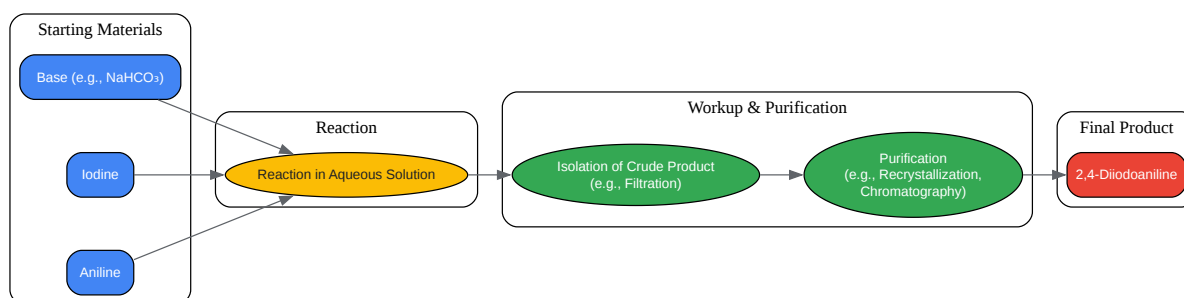 Starting Materials
Base (e.g., NaHCO₃)
Iodine
Aniline
Reaction
Reaction in Aqueous Solution
Workup & Purification
Isolation of Crude Product
(e.g., Filtration)
Purification
(e.g., Recrystallization,
Chromatography)
Final Product
2,4-Diiodoaniline